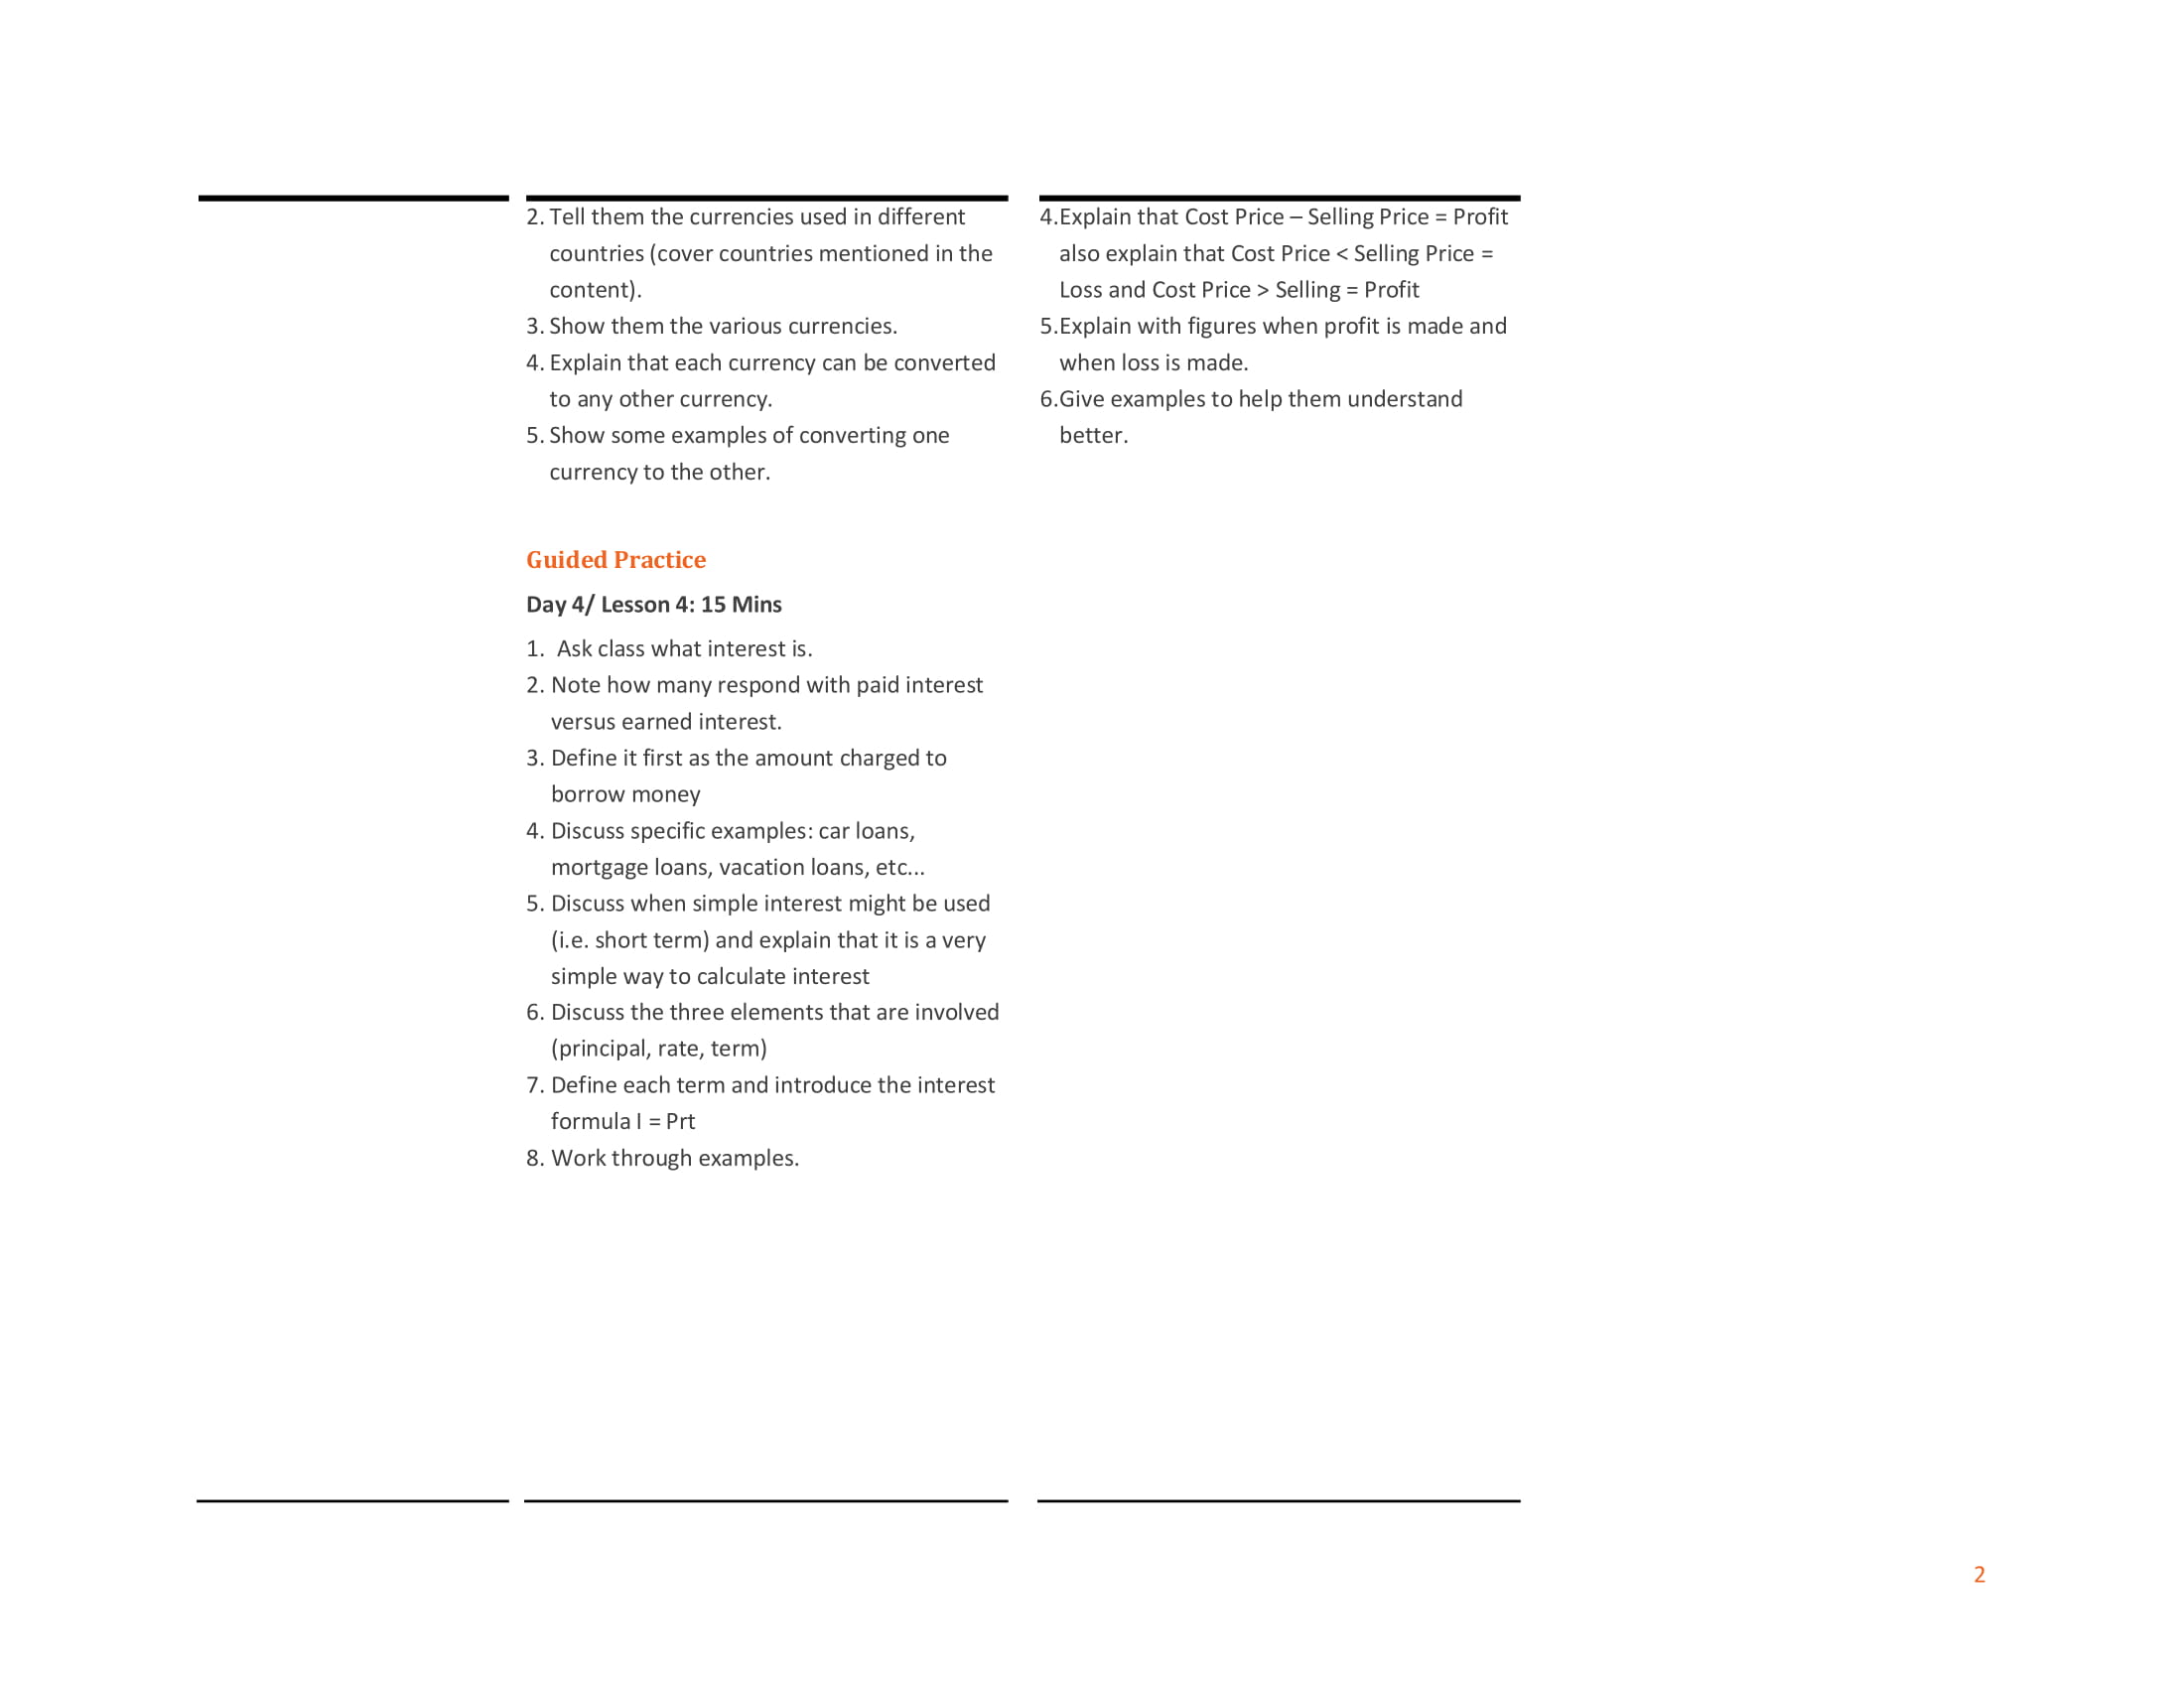 2. Tell them the currencies used in different
countries (cover countries mentioned in the
content).
3. Show them the various currencies.
4. Explain that each currency can be converted
to any other currency.
5. Show some examples of converting one
currency to the other.
Guided Practice
Day 4/ Lesson 4: 15 Mins
1.  Ask class what interest is.
2. Note how many respond with paid interest
versus earned interest.
3. Define it first as the amount charged to
borrow money
4. Discuss specific examples: car loans,
mortgage loans, vacation loans, etc...
5. Discuss when simple interest might be used
(i.e. short term) and explain that it is a very
simple way to calculate interest
6. Discuss the three elements that are involved
(principal, rate, term)
7. Define each term and introduce the interest
formula I = Prt
8. Work through examples.
4.Explain that Cost Price – Selling Price = Profit
also explain that Cost Price < Selling Price =
Loss and Cost Price > Selling = Profit
5.Explain with figures when profit is made and
when loss is made.
6.Give examples to help them understand
better.
2